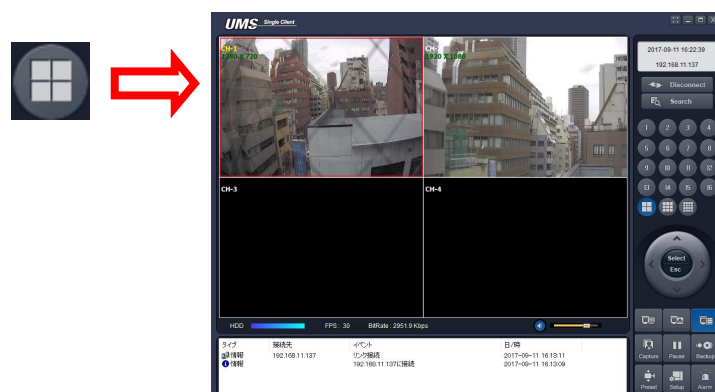 UMS Single Client
2017-09-11 16:22:39
192.168.11.137
Disconnect
Search
CH-1
1280 X 720
CH-2
1920 X 1080
CH-3
CH-4
1 2 3 4
5 6 7 8
9 10 11 12
13 14 15 16
Select
Esc
HDD FPS : 30 BitRate : 2951.9 Kbps
Capture Pause Backup
Preset Setup Alarm
タイプ 接続先 イベント 日/時
情報 192.168.11.137 リンク接続 2017-09-11 16:13:11
情報 192.168.11.137に接続 2017-09-11 16:13:09